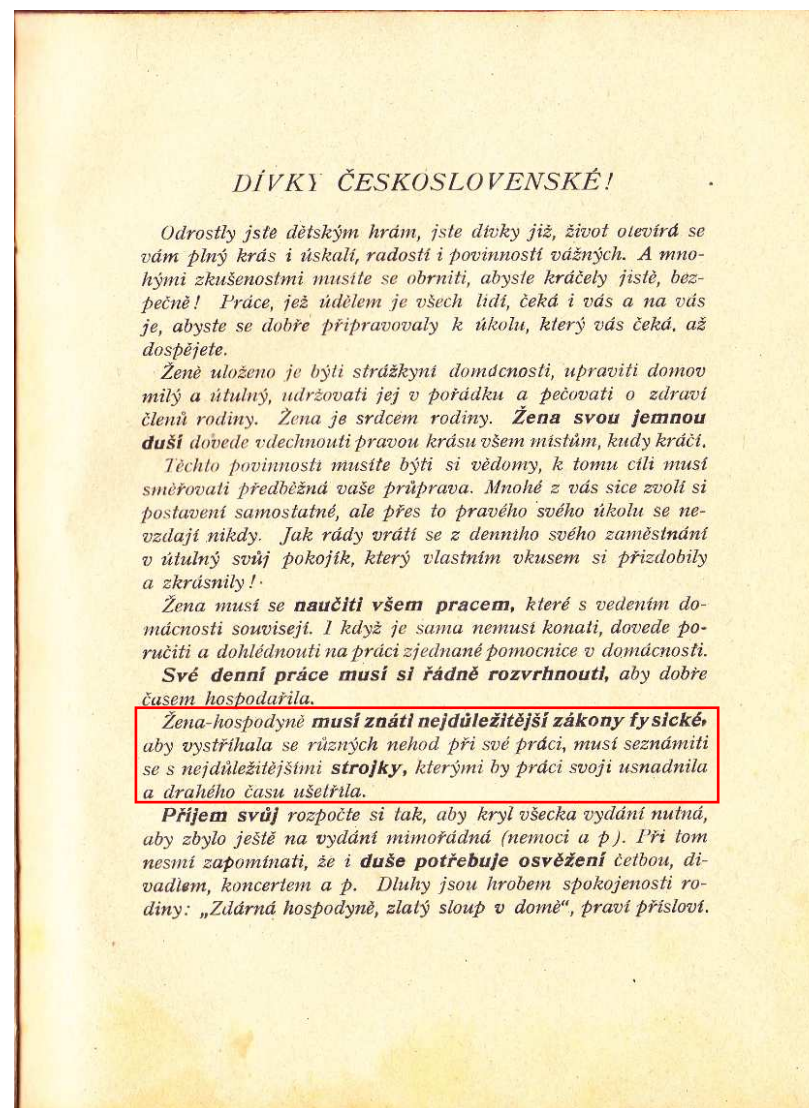 DÍVKY ČESKOSLOVENSKÉ!
Odrostly jste dětským hrám, jste dívky již, život otevírá se
vám plný krás i úskalí, radostí i povinností vážných. A mno-
hými zkušenostmi musíte se obrniti, abyste kráčely jistě, bez-
pečně! Práce, jež údělem je všech lidí, čeká i vás a na vás
je, abyste se dobře připravovaly k úkolu, který vás čeká, až
dospějete.
Ženě uloženo je býti strážkyní domácnosti, upraviti domov
milý a útulný, udržovati jej v pořádku a pečovati o zdraví
členů rodiny. Žena je srdcem rodiny. Žena svou jemnou
duší dovede vdechnouti pravou krásu všem místům, kudy kráčí.
Těchto povinností musíte býti si vědomy, k tomu cíli musí
směřovati předběžná vaše průprava. Mnohé z vás sice zvolí si
postavení samostatné, ale přes to pravého svého úkolu se ne-
vzdají nikdy. Jak rády vrátí se z denního svého zaměstnání
v útulný svůj pokojík, který vlastním vkusem si přizdobily
a zkrásnily!
Žena musí se naučiti všem pracem, které s vedením do-
mácnosti souvisejí. I když je sama nemusí konati, dovede po-
ručiti a dohlédnouti na práci zjednané pomocnice v domácnosti.
Své denní práce musí si řádně rozvrhnouti, aby dobře
časem hospodařila.
Žena-hospodyně musí znáti nejdůležitější zákony fysické,
aby vystříhala se různých nehod při své práci, musí seznámiti
se s nejdůležitějšími strojky, kterými by práci svoji usnadnila
a drahého času ušetřila.
Příjem svůj rozpočte si tak, aby kryl všecka vydání nutná,
aby zbylo ještě na vydání mimořádná (nemoci a p). Při tom
nesmí zapomínati, že i duše potřebuje osvěžení četbou, di-
vadlem, koncertem a p. Dluhy jsou hrobem spokojenosti ro-
diny: „Zdárná hospodyně, zlatý sloup v domě“, praví přísloví.